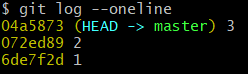 $ git log --oneline
04a5873 (HEAD -> master) 3
072ed89 2
6de7f2d 1